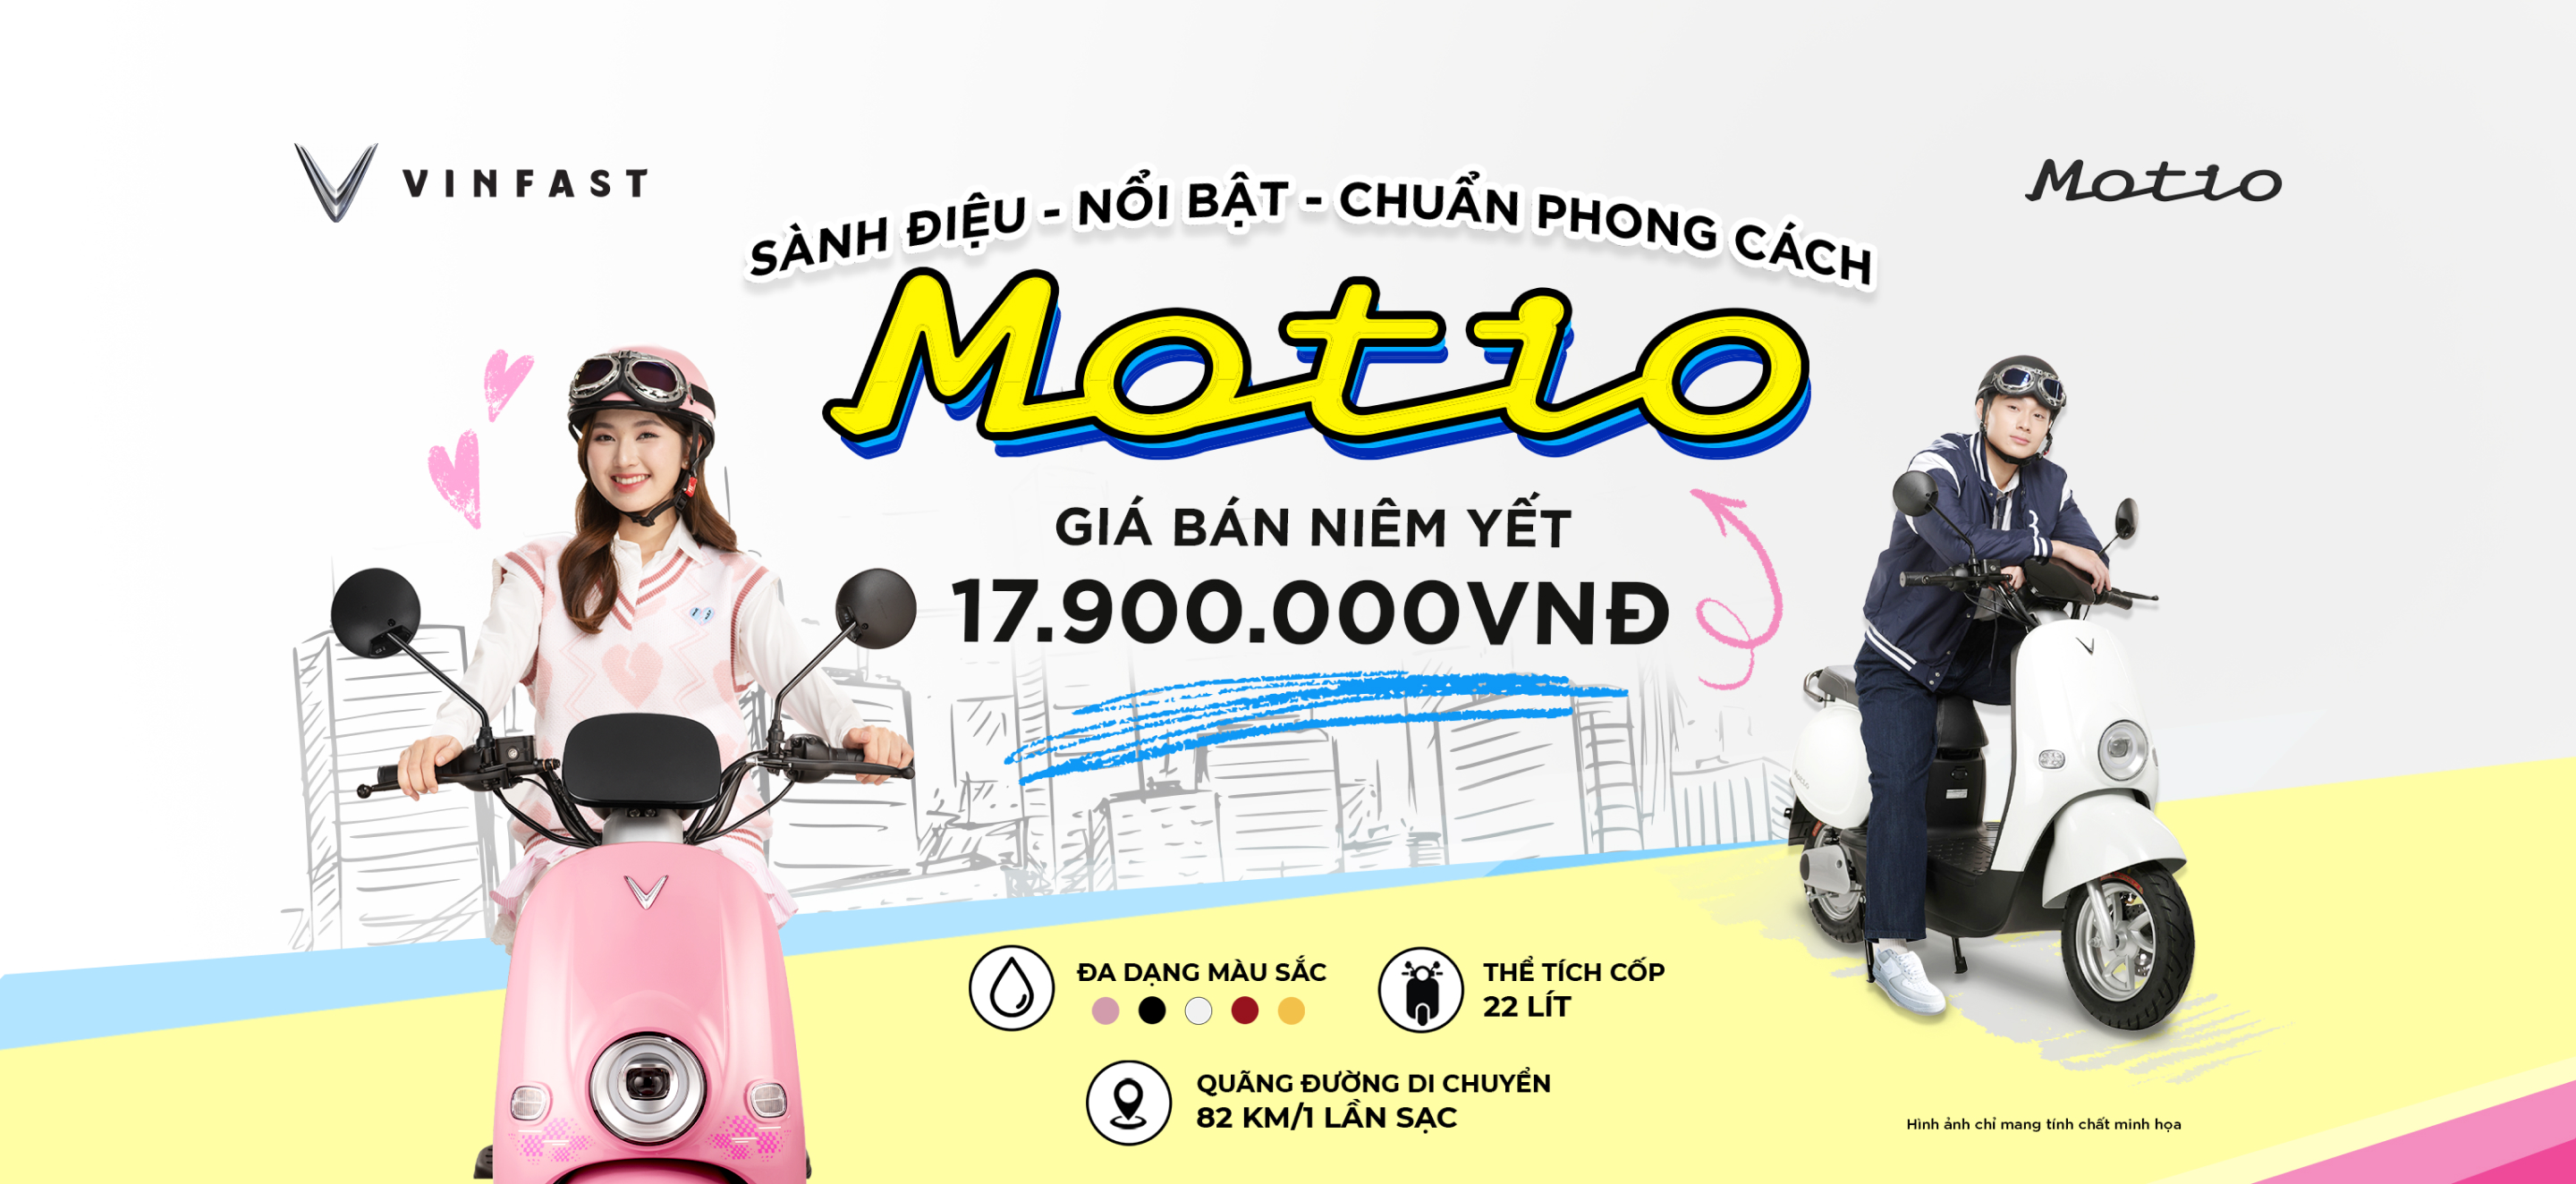 VINFAST
Motio
SÀNH ĐIỆU - NỔI BẬT - CHUẨN PHONG CÁCH
Motio
GIÁ BÁN NIÊM YẾT
17.900.000VNĐ
ĐA DẠNG MÀU SẮC
THỂ TÍCH CỐP
22 LÍT
QUÃNG ĐƯỜNG DI CHUYỂN
82 KM/1 LẦN SẠC
Hình ảnh chỉ mang tính chất minh họa